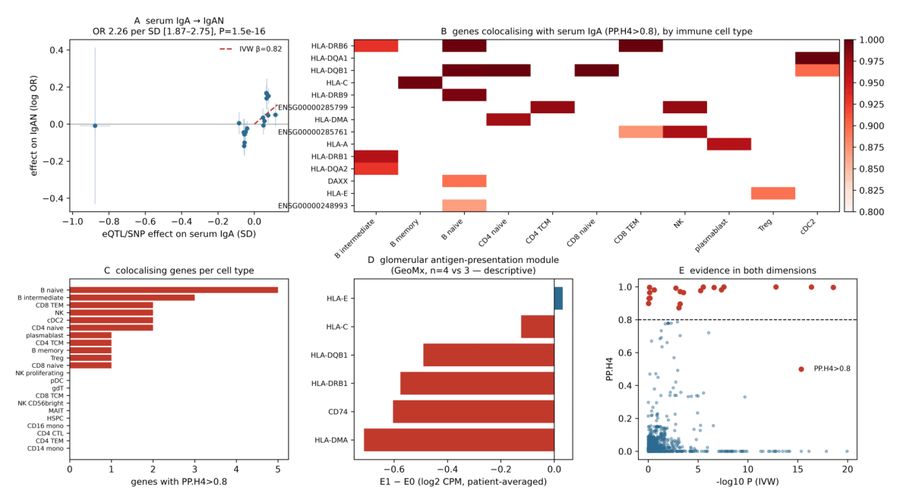 A serum IgA → IgAN
OR 2.26 per SD [1.87–2.75], P=1.5e-16
0.4
0.2
0.0
−0.2
−0.4
effect on IgAN (log OR)
IVW β=0.82
−1.0 −0.8 −0.6 −0.4 −0.2 0.0
eQTL/SNP effect on serum IgA (SD)
B genes colocalising with serum IgA (PP.H4>0.8), by immune cell type
HLA-DRB6
HLA-DQA1
HLA-DQB1
HLA-C
HLA-DRB9
ENSG00000285799
HLA-DMA
ENSG00000285761
HLA-A
HLA-DRB1
HLA-DQA2
DAXX
HLA-E
ENSG00000248993
B intermediate
B memory
B naive
CD4 naive
CD4 TCM
CD8 naive
CD8 TEM
NK
plasmablast
Treg
cDC2
1.000
0.975
0.950
0.925
0.900
0.875
0.850
0.825
0.800
C colocalising genes per cell type
B naive
B intermediate
CD8 TEM
NK
cDC2
CD4 naive
plasmablast
CD4 TCM
B memory
Treg
CD8 naive
NK proliferating
pDC
gdT
CD8 TCM
NK CD56bright
MAIT
HSPC
CD16 mono
CD4 CTL
CD4 TEM
CD14 mono
0 1 2 3 4 5
genes with PP.H4>0.8
D glomerular antigen-presentation module
(GeoMx, n=4 vs 3 — descriptive)
HLA-E
HLA-C
HLA-DQB1
HLA-DRB1
CD74
HLA-DMA
−0.6 −0.4 −0.2 0.0
E1 − E0 (log2 CPM, patient-averaged)
E evidence in both dimensions
1.0
0.8
0.6
0.4
0.2
0.0
PP.H4
PP.H4>0.8
0 5 10 15 20
-log10 P (IVW)